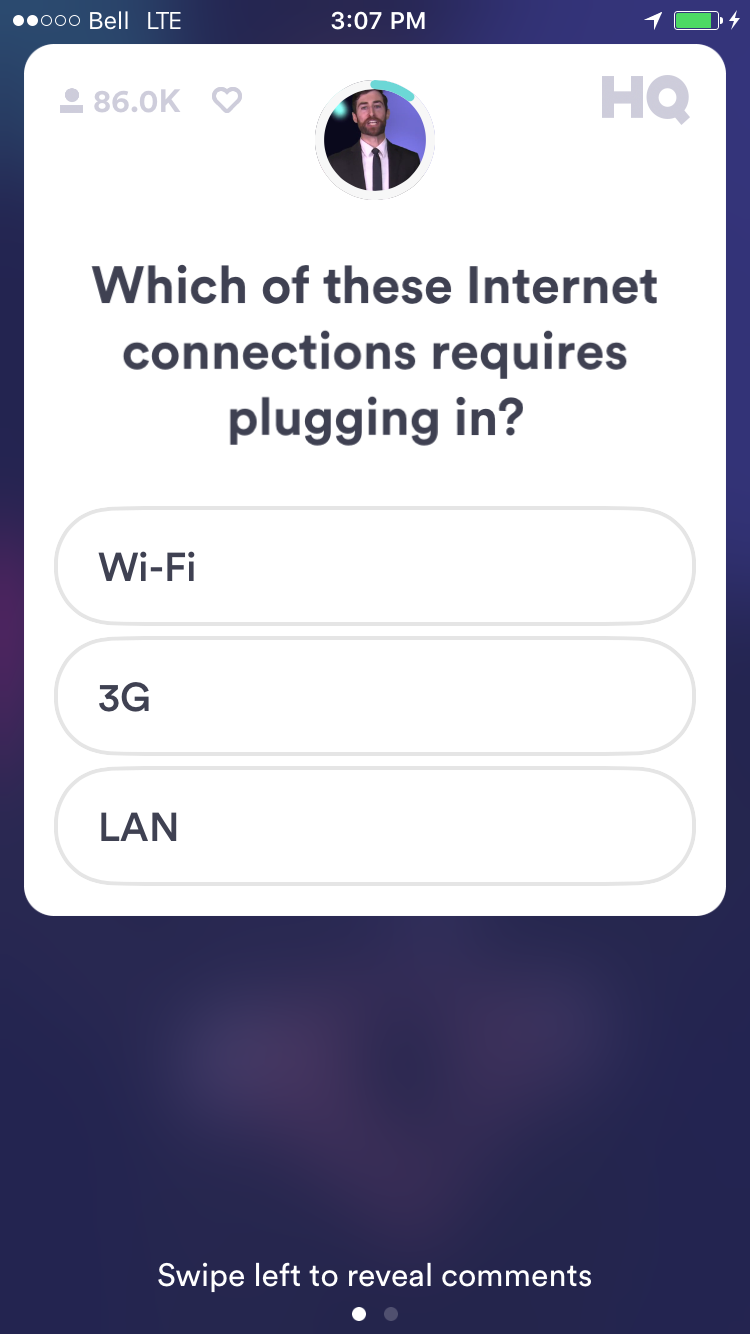 Bell LTE 3:07 PM
86.0K HQ
Which of these Internet
connections requires
plugging in?
Wi-Fi
3G
LAN
Swipe left to reveal comments